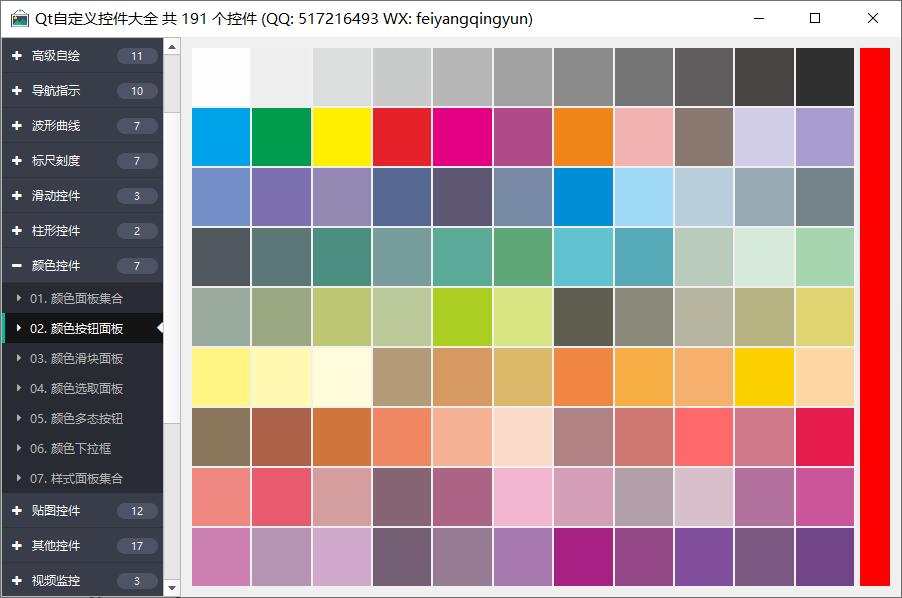 Qt自定义控件大全 共 191 个控件 (QQ: 517216493 WX: feiyangqingyun)
高级自绘 11
导航指示 10
波形曲线 7
标尺刻度 7
滑动控件 3
柱形控件 2
颜色控件 7
01. 颜色面板集合
02. 颜色按钮面板
03. 颜色滑块面板
04. 颜色选取面板
05. 颜色多态按钮
06. 颜色下拉框
07. 样式面板集合
贴图控件 12
其他控件 17
视频监控 3